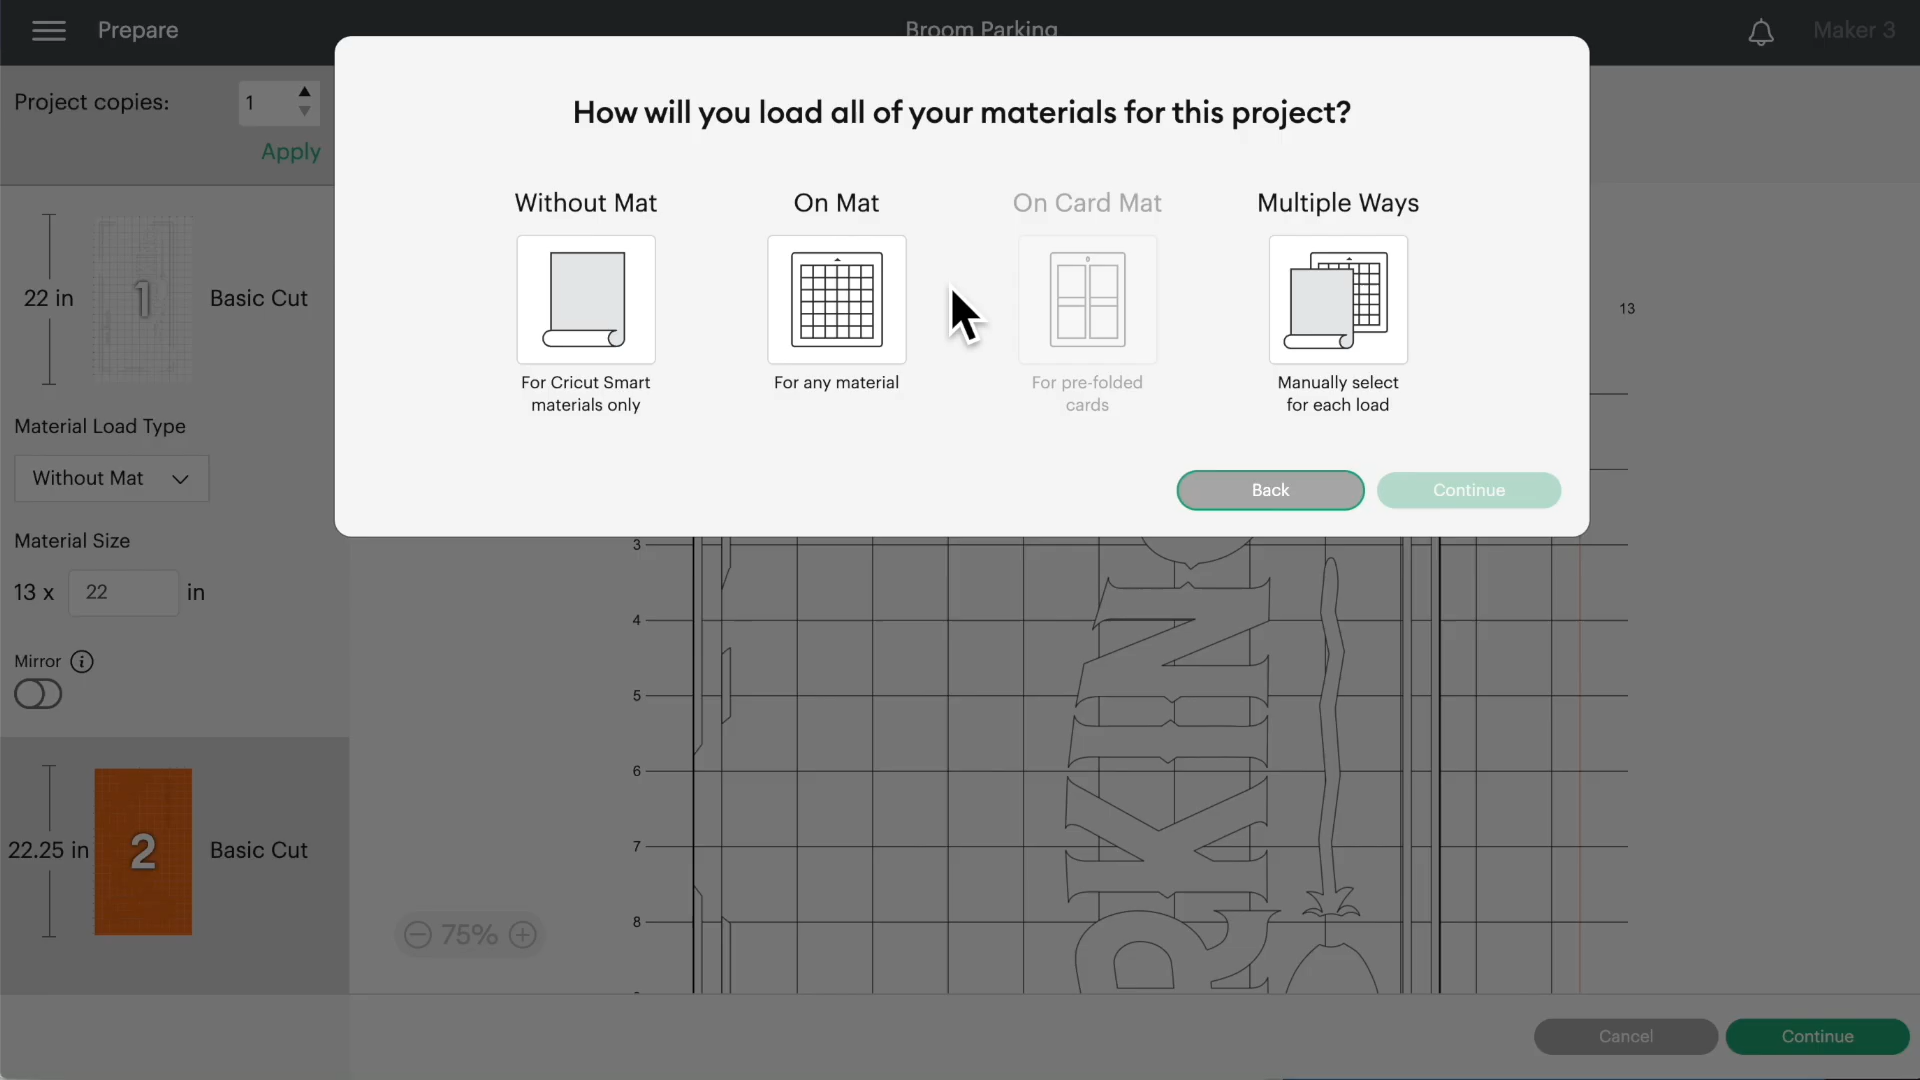 Prepare
Broom Parking
Maker 3
Project copies:
1
Apply
22 in
1
Basic Cut
Material Load Type
Without Mat
Material Size
13 x
22
in
Mirror
22.25 in
2
Basic Cut
How will you load all of your materials for this project?
Without Mat
For Cricut Smart
materials only
On Mat
For any material
On Card Mat
For pre-folded
cards
Multiple Ways
Manually select
for each load
Back
Continue
13
3
4
5
6
7
8
RKING
75%
Cancel
Continue